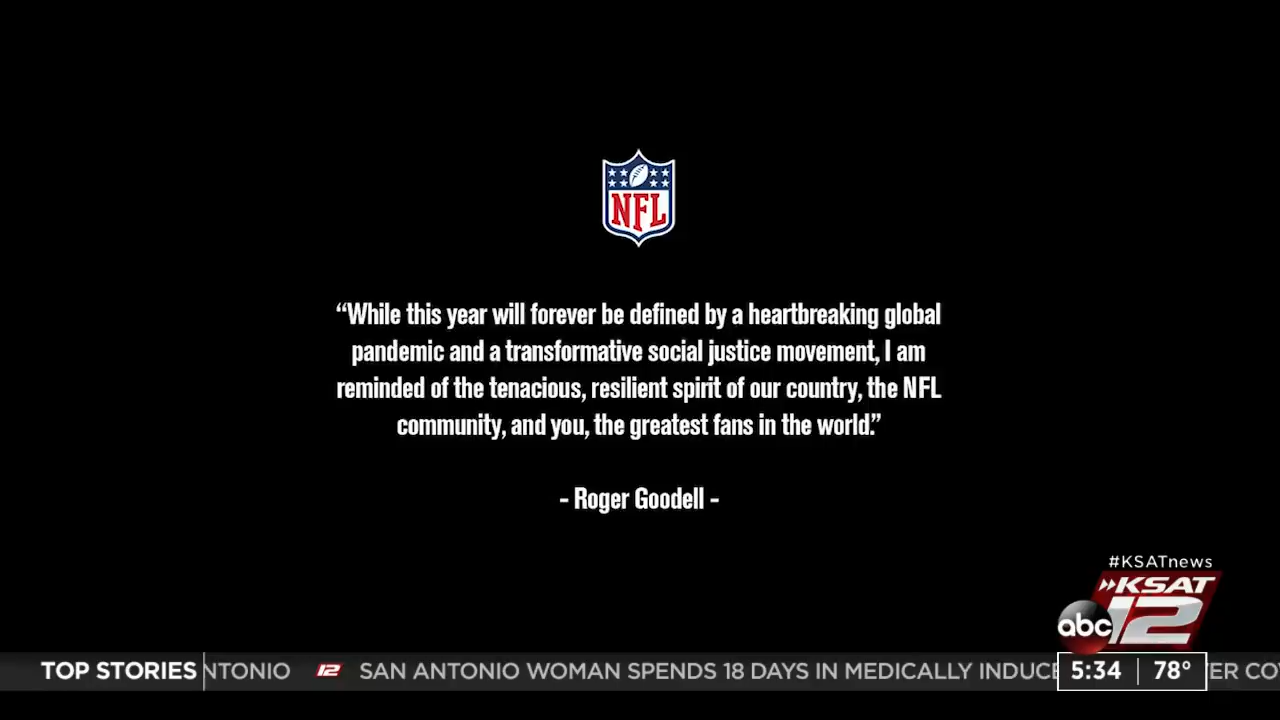 NFL
“While this year will forever be defined by a heartbreaking global
pandemic and a transformative social justice movement, I am
reminded of the tenacious, resilient spirit of our country, the NFL
community, and you, the greatest fans in the world.”
- Roger Goodell -
#KSATnews
KSAT
abc 12
TOP STORIES NTONIO 12 SAN ANTONIO WOMAN SPENDS 18 DAYS IN MEDICALLY INDUCE 5:34 78° ER CO